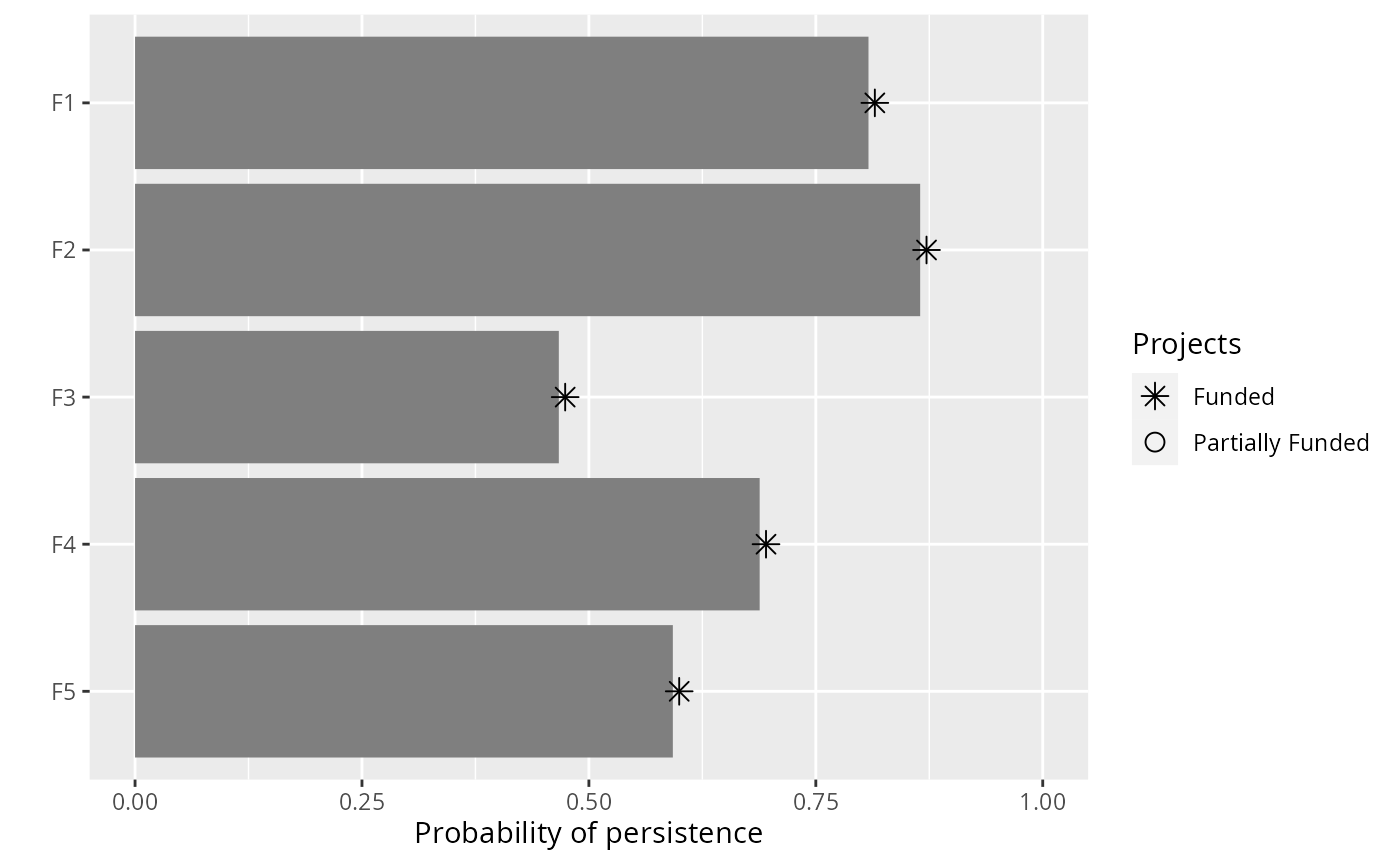 F1
F2
F3
F4
F5
0.00 0.25 0.50 0.75 1.00
Probability of persistence
Projects
Funded
Partially Funded